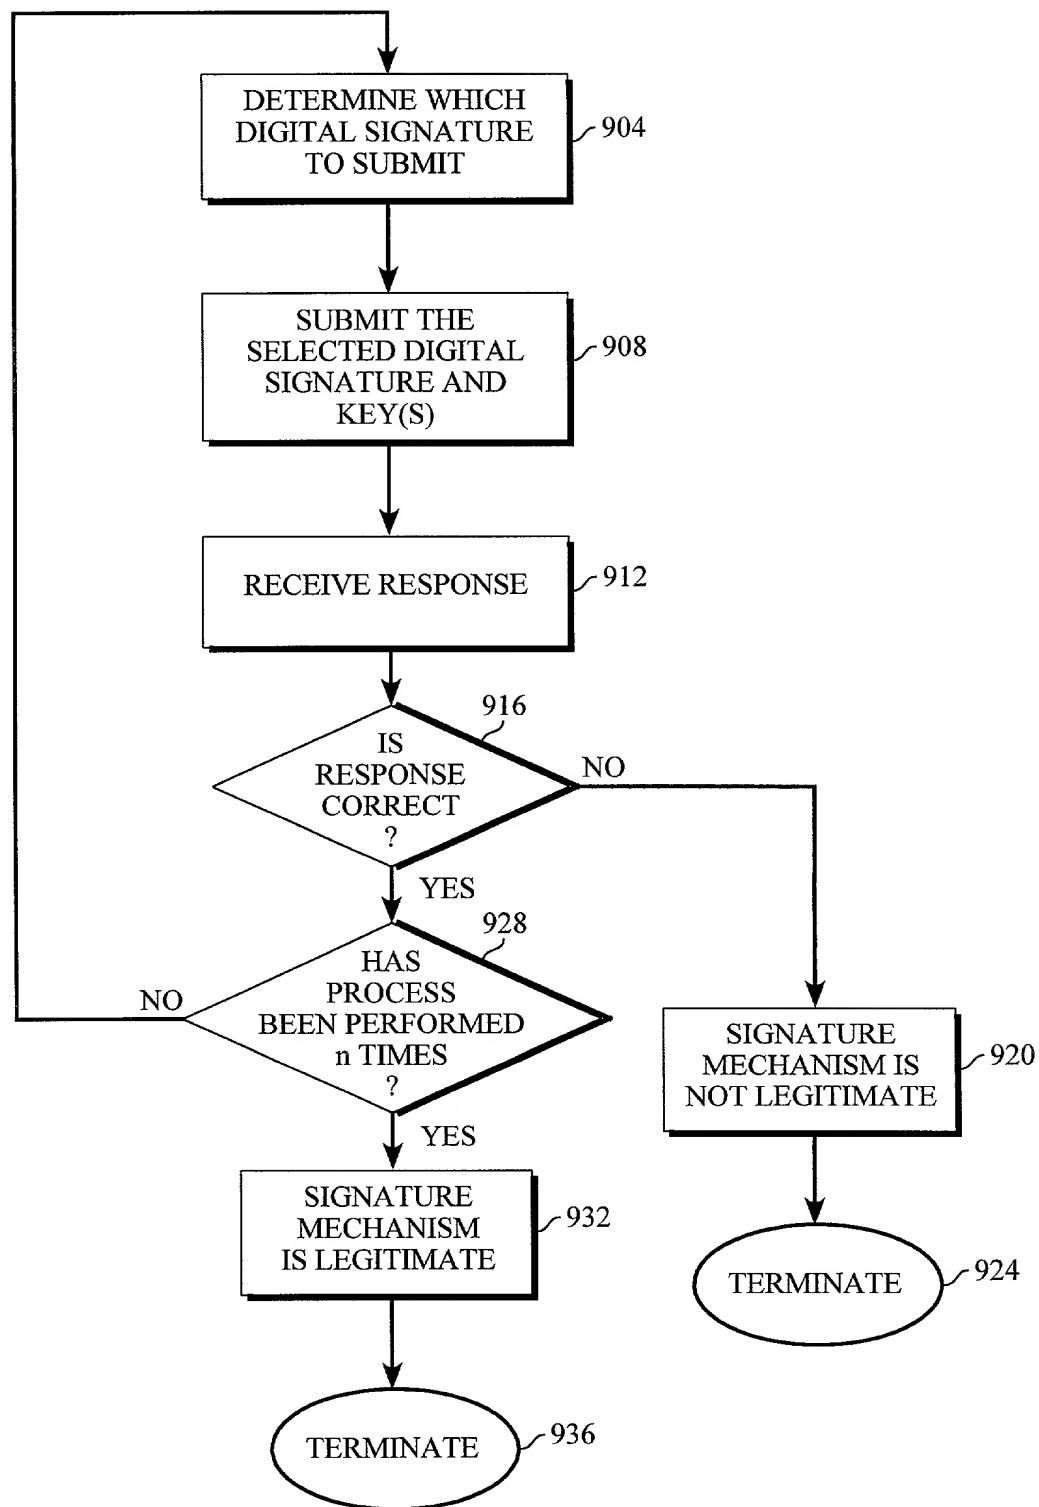 DETERMINE WHICH
DIGITAL SIGNATURE
TO SUBMIT
904
SUBMIT THE
SELECTED DIGITAL
SIGNATURE AND
KEY(S)
908
RECEIVE RESPONSE
912
916
IS
RESPONSE
CORRECT
?
NO
YES
928
HAS
PROCESS
BEEN PERFORMED
n TIMES
?
NO
YES
SIGNATURE
MECHANISM IS
NOT LEGITIMATE
920
SIGNATURE
MECHANISM
IS LEGITIMATE
932
TERMINATE
924
TERMINATE
936